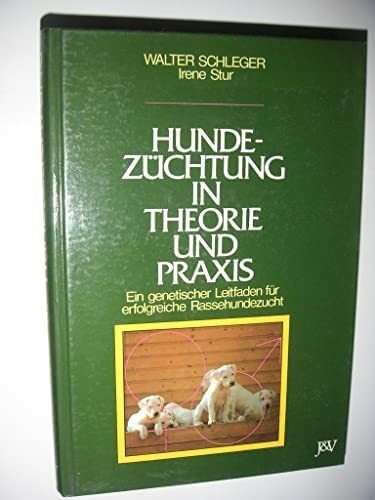 WALTER SCHLEGER
Irene Stur
HUNDE-
ZÜCHTUNG
IN
THEORIE
UND
PRAXIS
Ein genetischer Leitfaden für
erfolgreiche Rassehundezucht
J&V